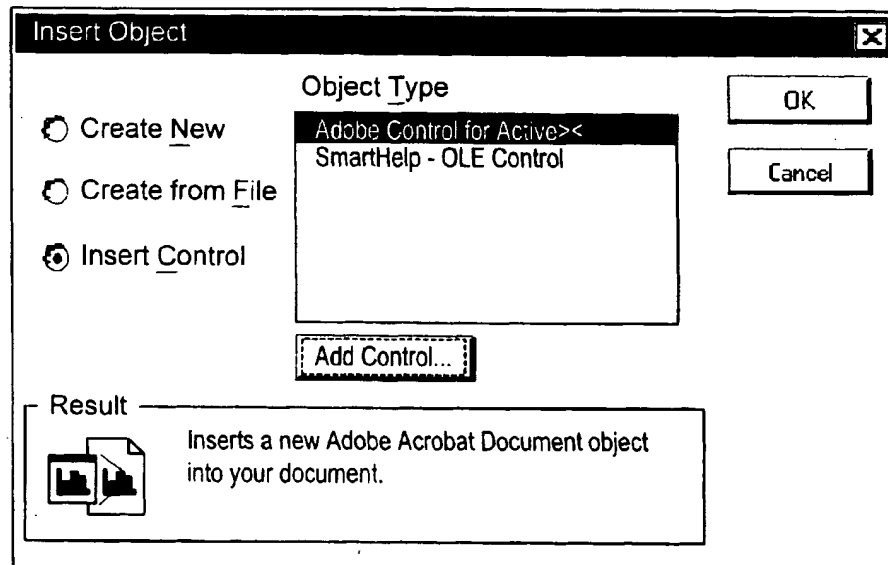 Insert Object
Object Type
OK
Create New
Adobe Control for Active><
SmartHelp - OLE Control
Cancel
Create from File
Insert Control
Add Control...
Result
Inserts a new Adobe Acrobat Document object
into your document.